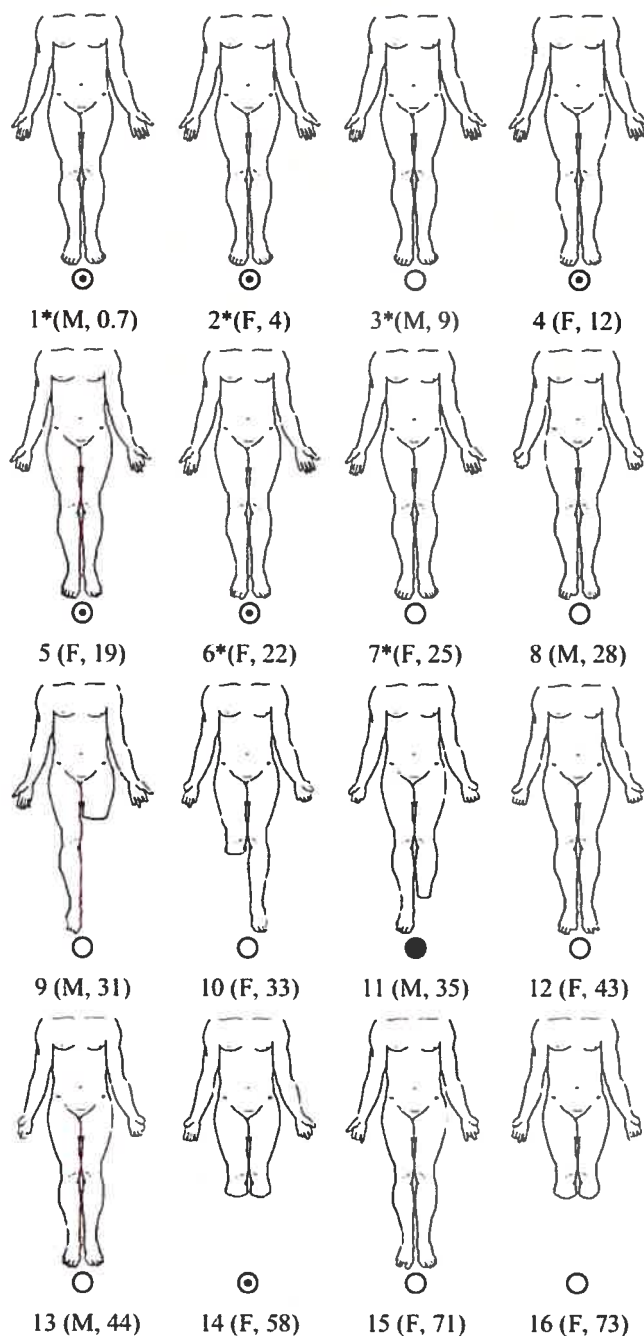 1*(M, 0.7) 2*(F, 4) 3*(M, 9) 4 (F, 12)
5 (F, 19) 6*(F, 22) 7*(F, 25) 8 (M, 28)
9 (M, 31) 10 (F, 33) 11 (M, 35) 12 (F, 43)
13 (M, 44) 14 (F, 58) 15 (F, 71) 16 (F, 73)